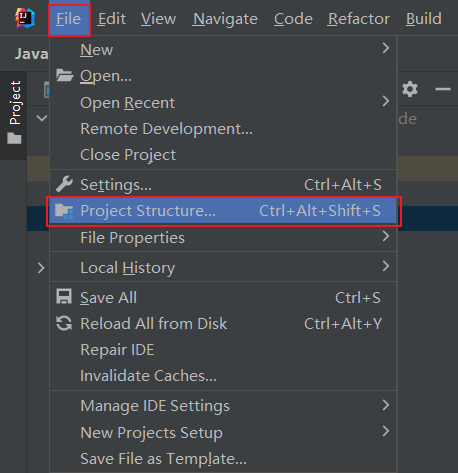 IJ
File Edit View Navigate Code Refactor Build
Java
Project
New
Open...
Open Recent
de
Remote Development...
Close Project
Settings... Ctrl+Alt+S
Project Structure... Ctrl+Alt+Shift+S
File Properties
Local History
Save All Ctrl+S
Reload All from Disk Ctrl+Alt+Y
Repair IDE
Invalidate Caches...
Manage IDE Settings
New Projects Setup
Save File as Template...